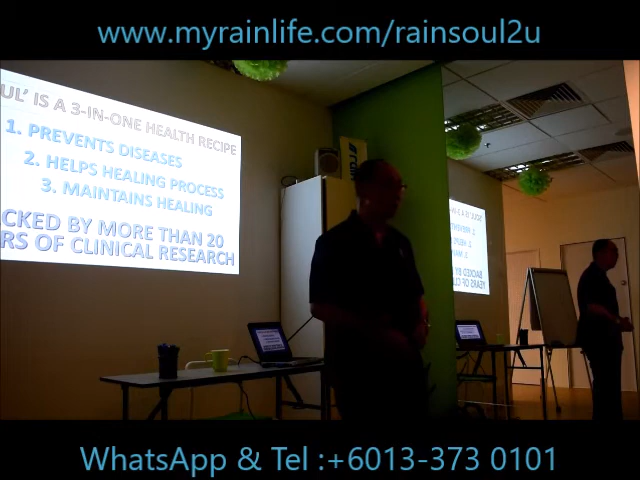 www.myrainlife.com/rainsoul2u
UL' IS A 3-IN-ONE HEALTH RECIPE
1. PREVENTS DISEASES
2. HELPS HEALING PROCESS
3. MAINTAINS HEALING
CKED BY MORE THAN 20
RS OF CLINICAL RESEARCH
WhatsApp & Tel :+6013-373 0101